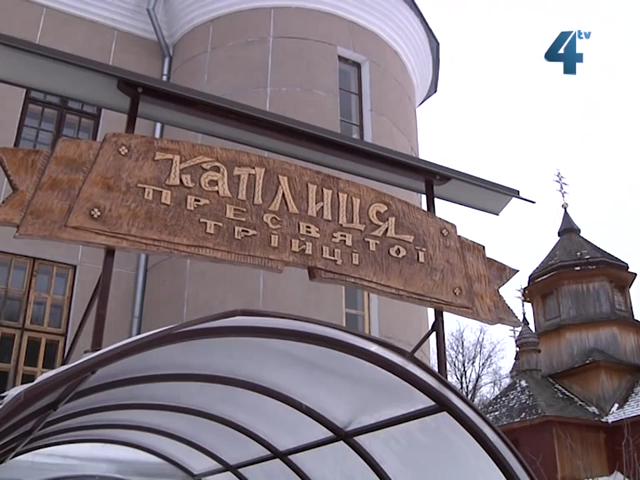 4tv
Каплиця
Пресвятої
Трійці